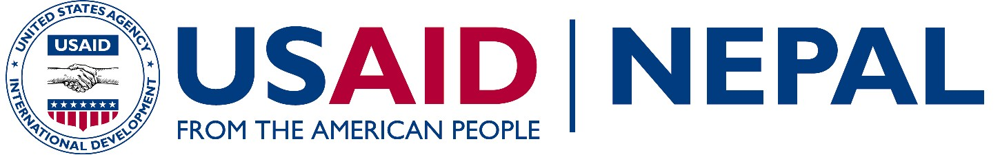 UNITED STATES AGENCY
USAID
INTERNATIONAL DEVELOPMENT
USAID
FROM THE AMERICAN PEOPLE
NEPAL